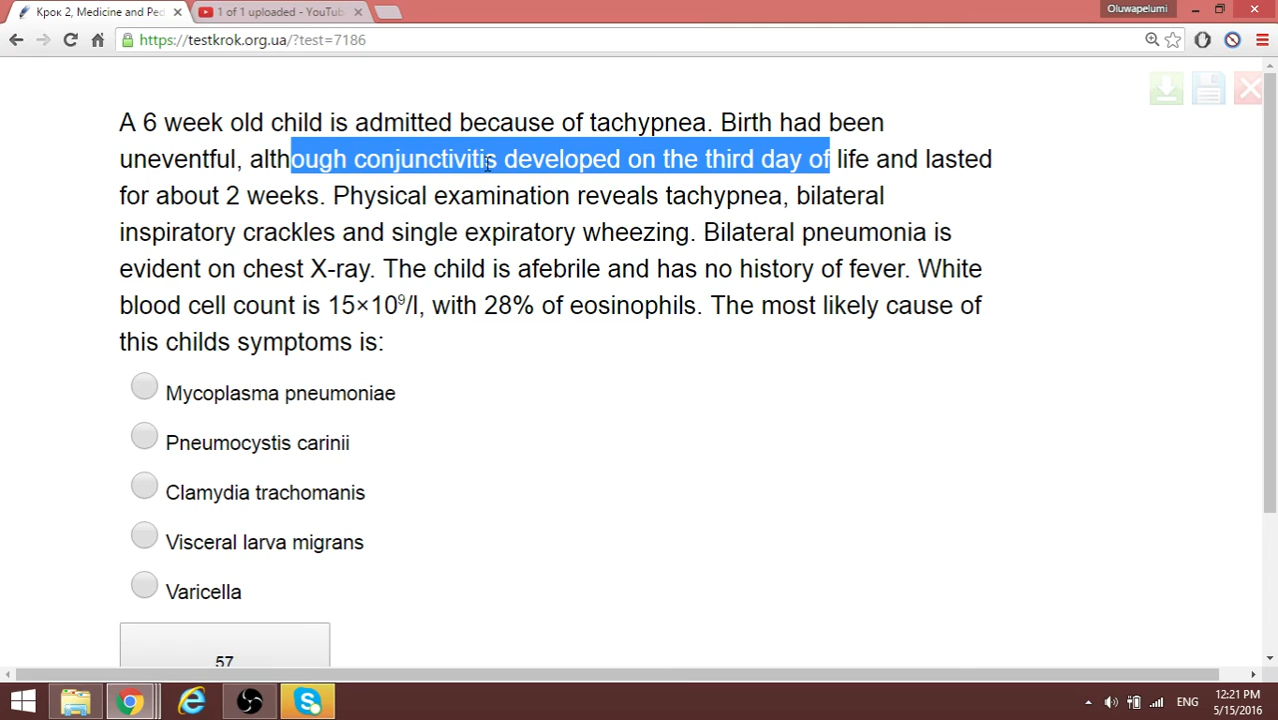 Крок 2, Medicine and Ped
1 of 1 uploaded - YouTub
Oluwapelumi
https://testkrok.org.ua/?test=7186
A 6 week old child is admitted because of tachypnea. Birth had been
uneventful, although conjunctivitis developed on the third day of life and lasted
for about 2 weeks. Physical examination reveals tachypnea, bilateral
inspiratory crackles and single expiratory wheezing. Bilateral pneumonia is
evident on chest X-ray. The child is afebrile and has no history of fever. White
blood cell count is 15×10⁹/l, with 28% of eosinophils. The most likely cause of
this childs symptoms is:
Mycoplasma pneumoniae
Pneumocystis carinii
Clamydia trachomanis
Visceral larva migrans
Varicella
57
ENG
12:21 PM
5/15/2016